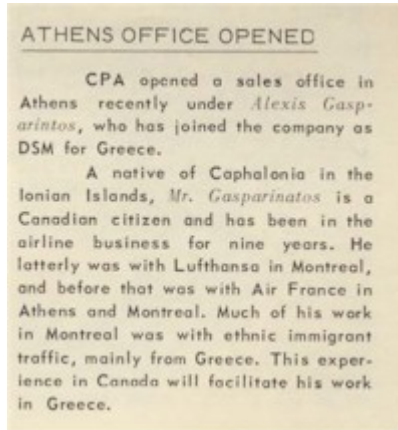 ATHENS OFFICE OPENED
CPA opened a sales office in
Athens recently under Alexis Gasp-
arintos, who has joined the company as
DSM for Greece.
A native of Caphalonia in the
Ionian Islands, Mr. Gasparinatos is a
Canadian citizen and has been in the
airline business for nine years. He
latterly was with Lufthansa in Montreal,
and before that was with Air France in
Athens and Montreal. Much of his work
in Montreal was with ethnic immigrant
traffic, mainly from Greece. This exper-
ience in Canada will facilitate his work
in Greece.